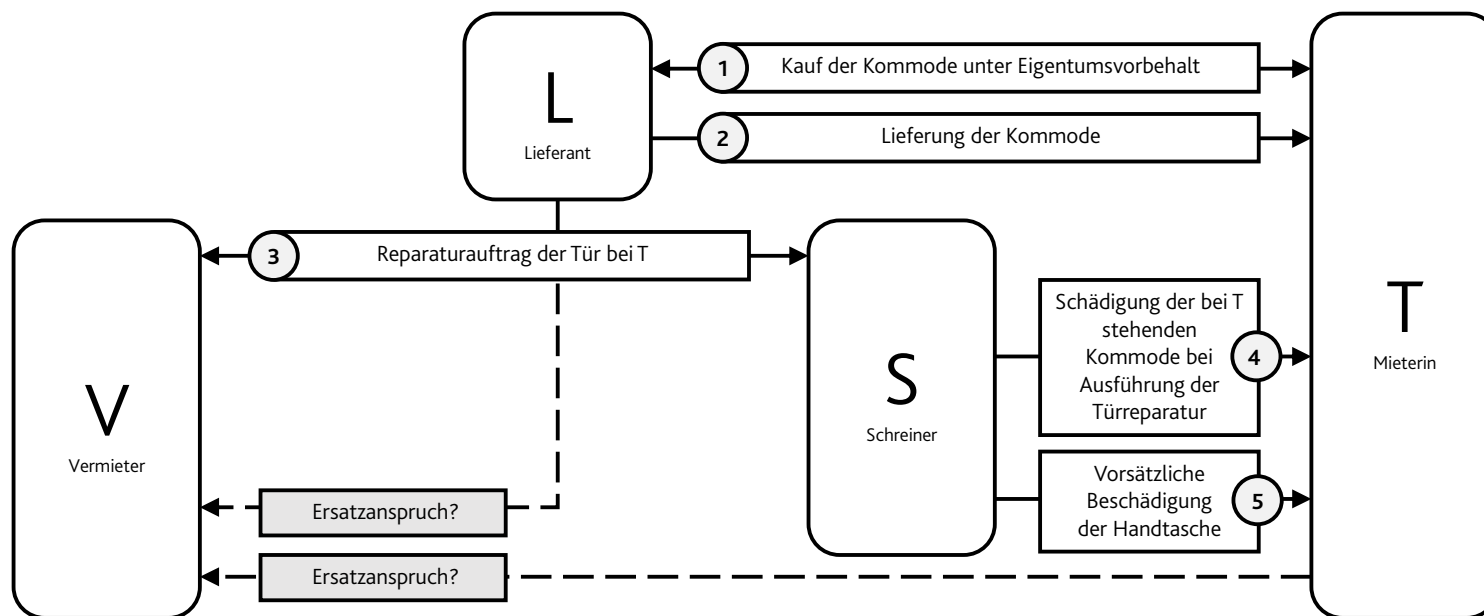 L
Lieferant
1 Kauf der Kommode unter Eigentumsvorbehalt
2 Lieferung der Kommode
3 Reparaturauftrag der Tür bei T
V
Vermieter
S
Schreiner
Schädigung der bei T
stehenden
Kommode bei
Ausführung der
Türreparatur
4
Vorsätzliche
Beschädigung
der Handtasche
5
T
Mieterin
Ersatzanspruch?
Ersatzanspruch?